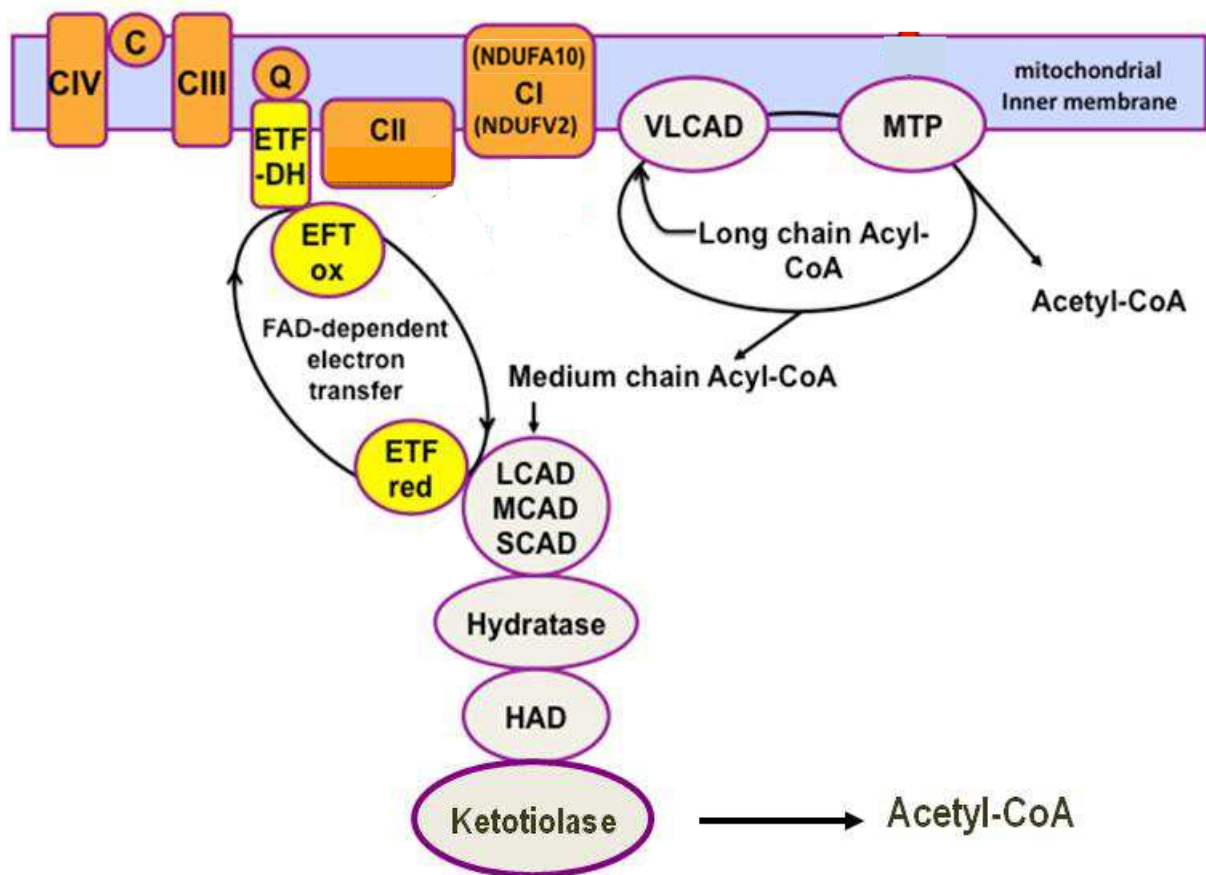 CIV
C
CIII
Q
ETF
-DH
CII
(NDUFA10)
CI
(NDUFV2)
VLCAD
MTP
mitochondrial
Inner membrane
EFT
ox
FAD-dependent
electron
transfer
ETF
red
Long chain Acyl-
CoA
Acetyl-CoA
Medium chain Acyl-CoA
LCAD
MCAD
SCAD
Hydratase
HAD
Ketotiolase
Acetyl-CoA